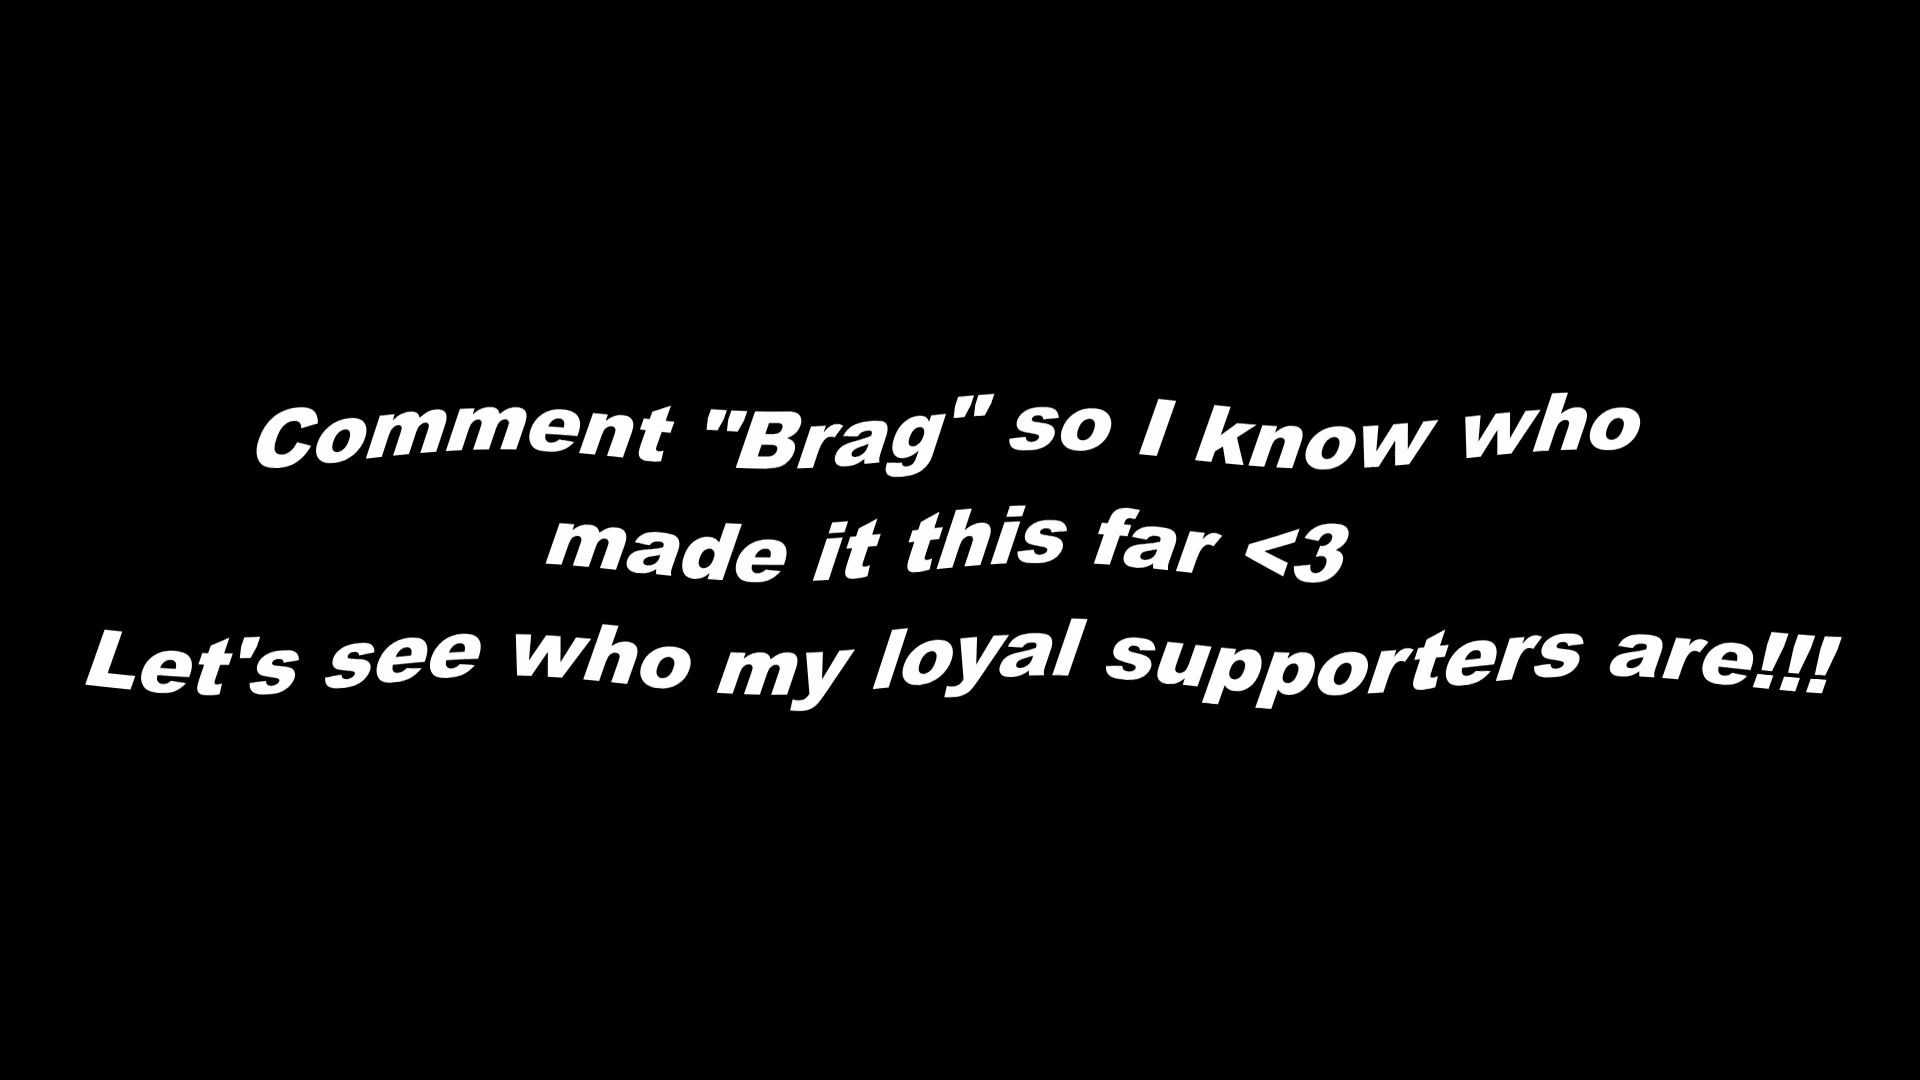 Comment "Brag" so I know who
made it this far <3
Let's see who my loyal supporters are!!!